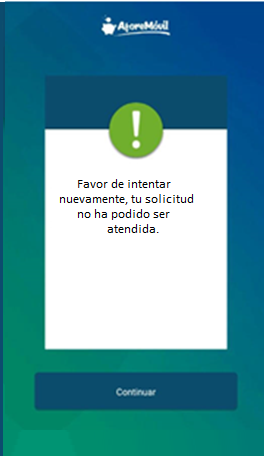 AforeMóvil
Favor de intentar
nuevamente, tu solicitud
no ha podido ser
atendida.
Continuar